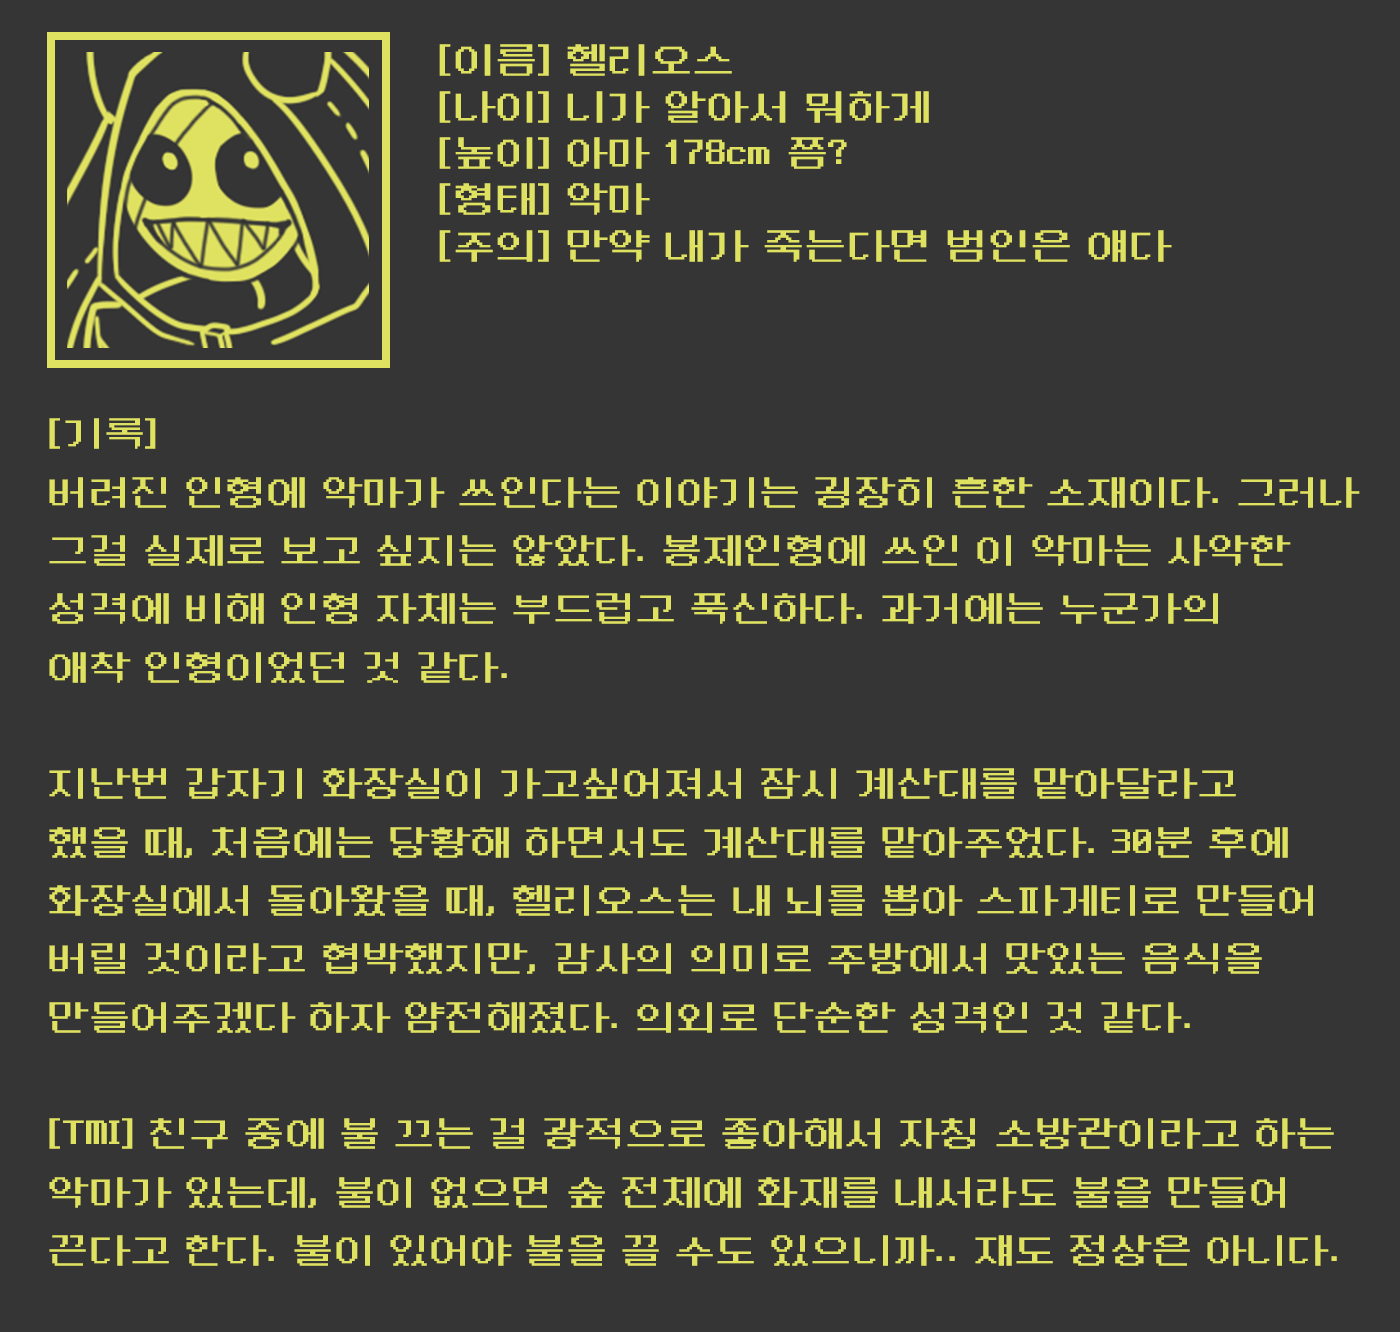 [이름] 헬리오스
[나이] 니가 알아서 뭐하게
[높이] 아마 178cm 쯤?
[형태] 악마
[주의] 만약 내가 죽는다면 범인은 얘다
[기록]
버려진 인형에 악마가 쓰인다는 이야기는 굉장히 흔한 소재이다. 그러나
그걸 실제로 보고 싶지는 않았다. 봉제인형에 쓰인 이 악마는 사악한
성격에 비해 인형 자체는 부드럽고 푹신하다. 과거에는 누군가의
애착 인형이었던 것 같다.
지난번 갑자기 화장실이 가고싶어져서 잠시 계산대를 맡아달라고
했을 때, 처음에는 당황해 하면서도 계산대를 맡아주었다. 30분 후에
화장실에서 돌아왔을 때, 헬리오스는 내 뇌를 뽑아 스파게티로 만들어
버릴 것이라고 협박했지만, 감사의 의미로 주방에서 맛있는 음식을
만들어주겠다 하자 얌전해졌다. 의외로 단순한 성격인 것 같다.
[TMI] 친구 중에 불 끄는 걸 광적으로 좋아해서 자칭 소방관이라고 하는
악마가 있는데, 불이 없으면 숲 전체에 화재를 내서라도 불을 만들어
끈다고 한다. 불이 있어야 불을 끌 수도 있으니까.. 쟤도 정상은 아니다.